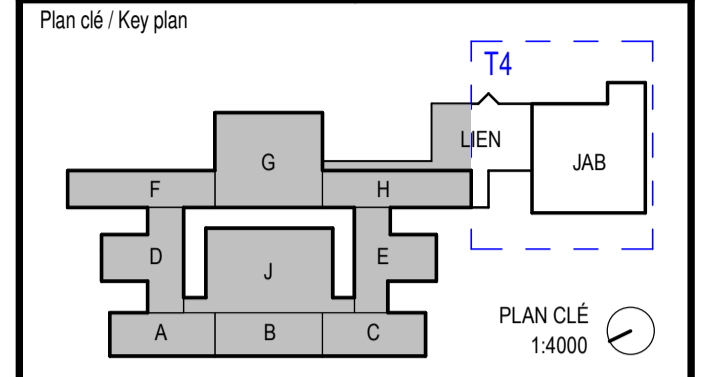 Plan clé / Key plan
T4
G
LIEN
JAB
F
H
D
J
E
A
B
C
PLAN CLÉ
1:4000